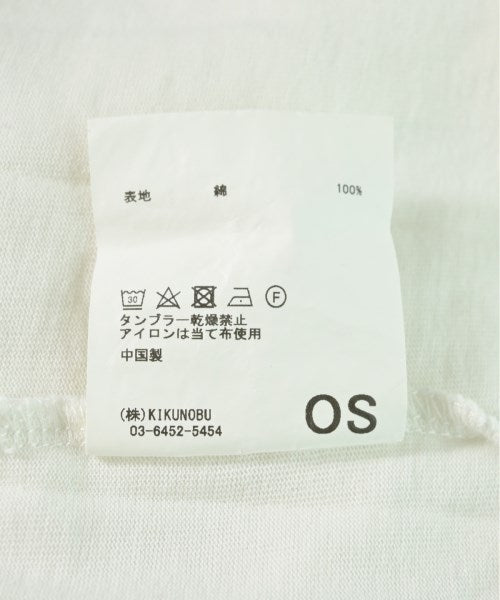 表地 綿 100%
30 F
タンブラー乾燥禁止
アイロンは当て布使用
中国製
(株)KIKUNOBU
03-6452-5454
OS